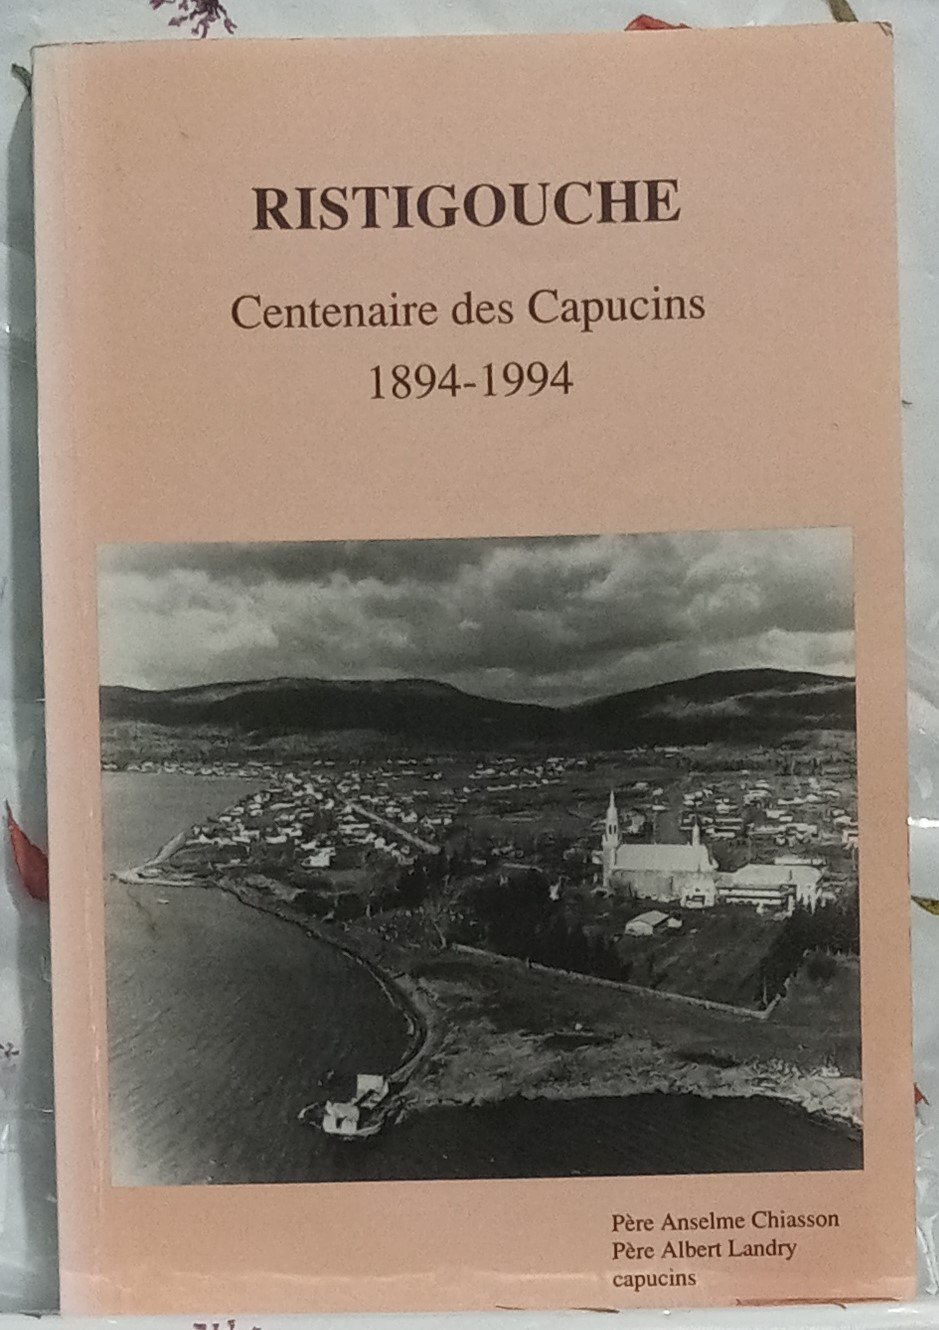 RISTIGOUCHE
Centenaire des Capucins
1894-1994
Père Anselme Chiasson
Père Albert Landry
capucins